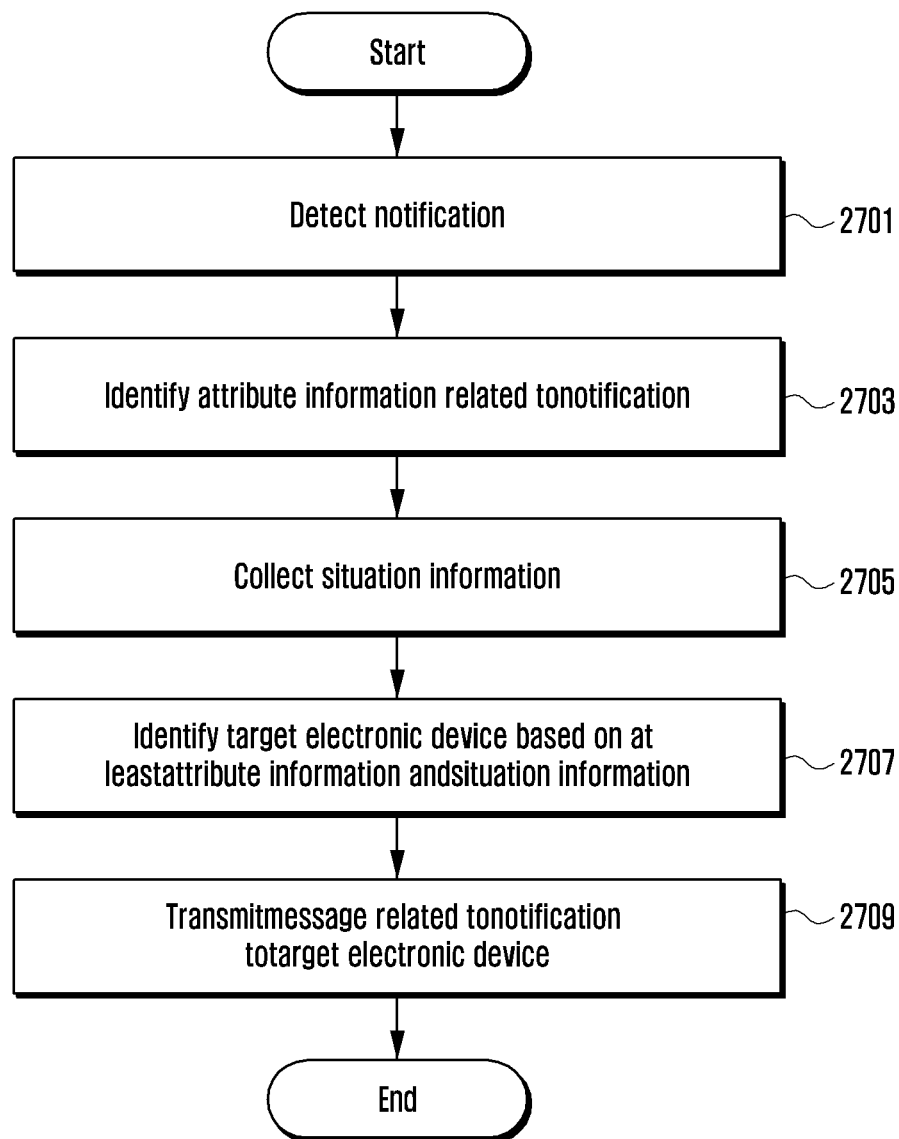 Start
Detect notification
2701
Identify attribute information related tonotification
2703
Collect situation information
2705
Identify target electronic device based on at
leastattribute information andsituation information
2707
Transmitmessage related tonotification
totarget electronic device
2709
End